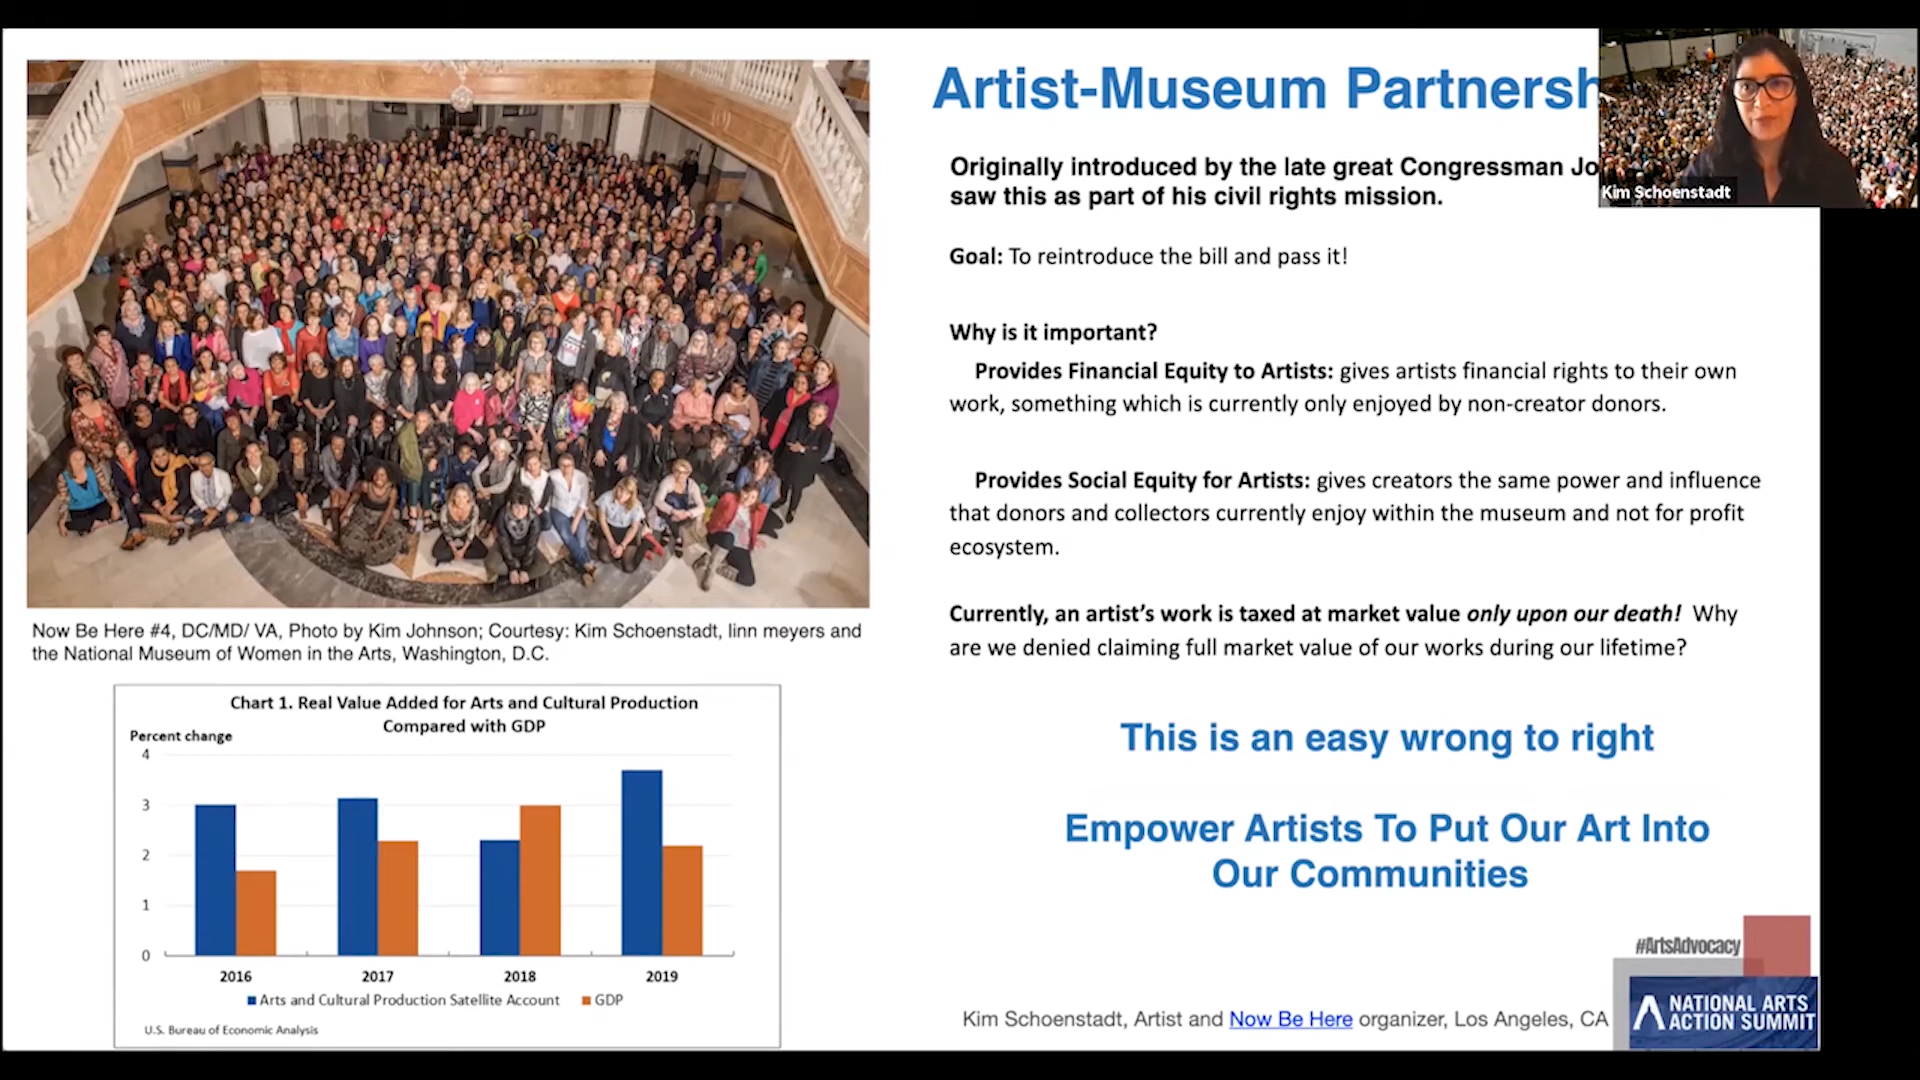 Artist-Museum Partnersh
Originally introduced by the late great Congressman Jo
saw this as part of his civil rights mission.
Goal: To reintroduce the bill and pass it!
Why is it important?
Provides Financial Equity to Artists: gives artists financial rights to their own
work, something which is currently only enjoyed by non-creator donors.
Provides Social Equity for Artists: gives creators the same power and influence
that donors and collectors currently enjoy within the museum and not for profit
ecosystem.
Currently, an artist’s work is taxed at market value only upon our death! Why
are we denied claiming full market value of our works during our lifetime?
This is an easy wrong to right
Empower Artists To Put Our Art Into
Our Communities
Kim Schoenstadt
Now Be Here #4, DC/MD/ VA, Photo by Kim Johnson; Courtesy: Kim Schoenstadt, linn meyers and
the National Museum of Women in the Arts, Washington, D.C.
Chart 1. Real Value Added for Arts and Cultural Production
Compared with GDP
Percent change
4
3
2
1
0
2016 2017 2018 2019
Arts and Cultural Production Satellite Account GDP
U.S. Bureau of Economic Analysis
Kim Schoenstadt, Artist and Now Be Here organizer, Los Angeles, CA
#ArtsAdvocacy
NATIONAL ARTS
ACTION SUMMIT